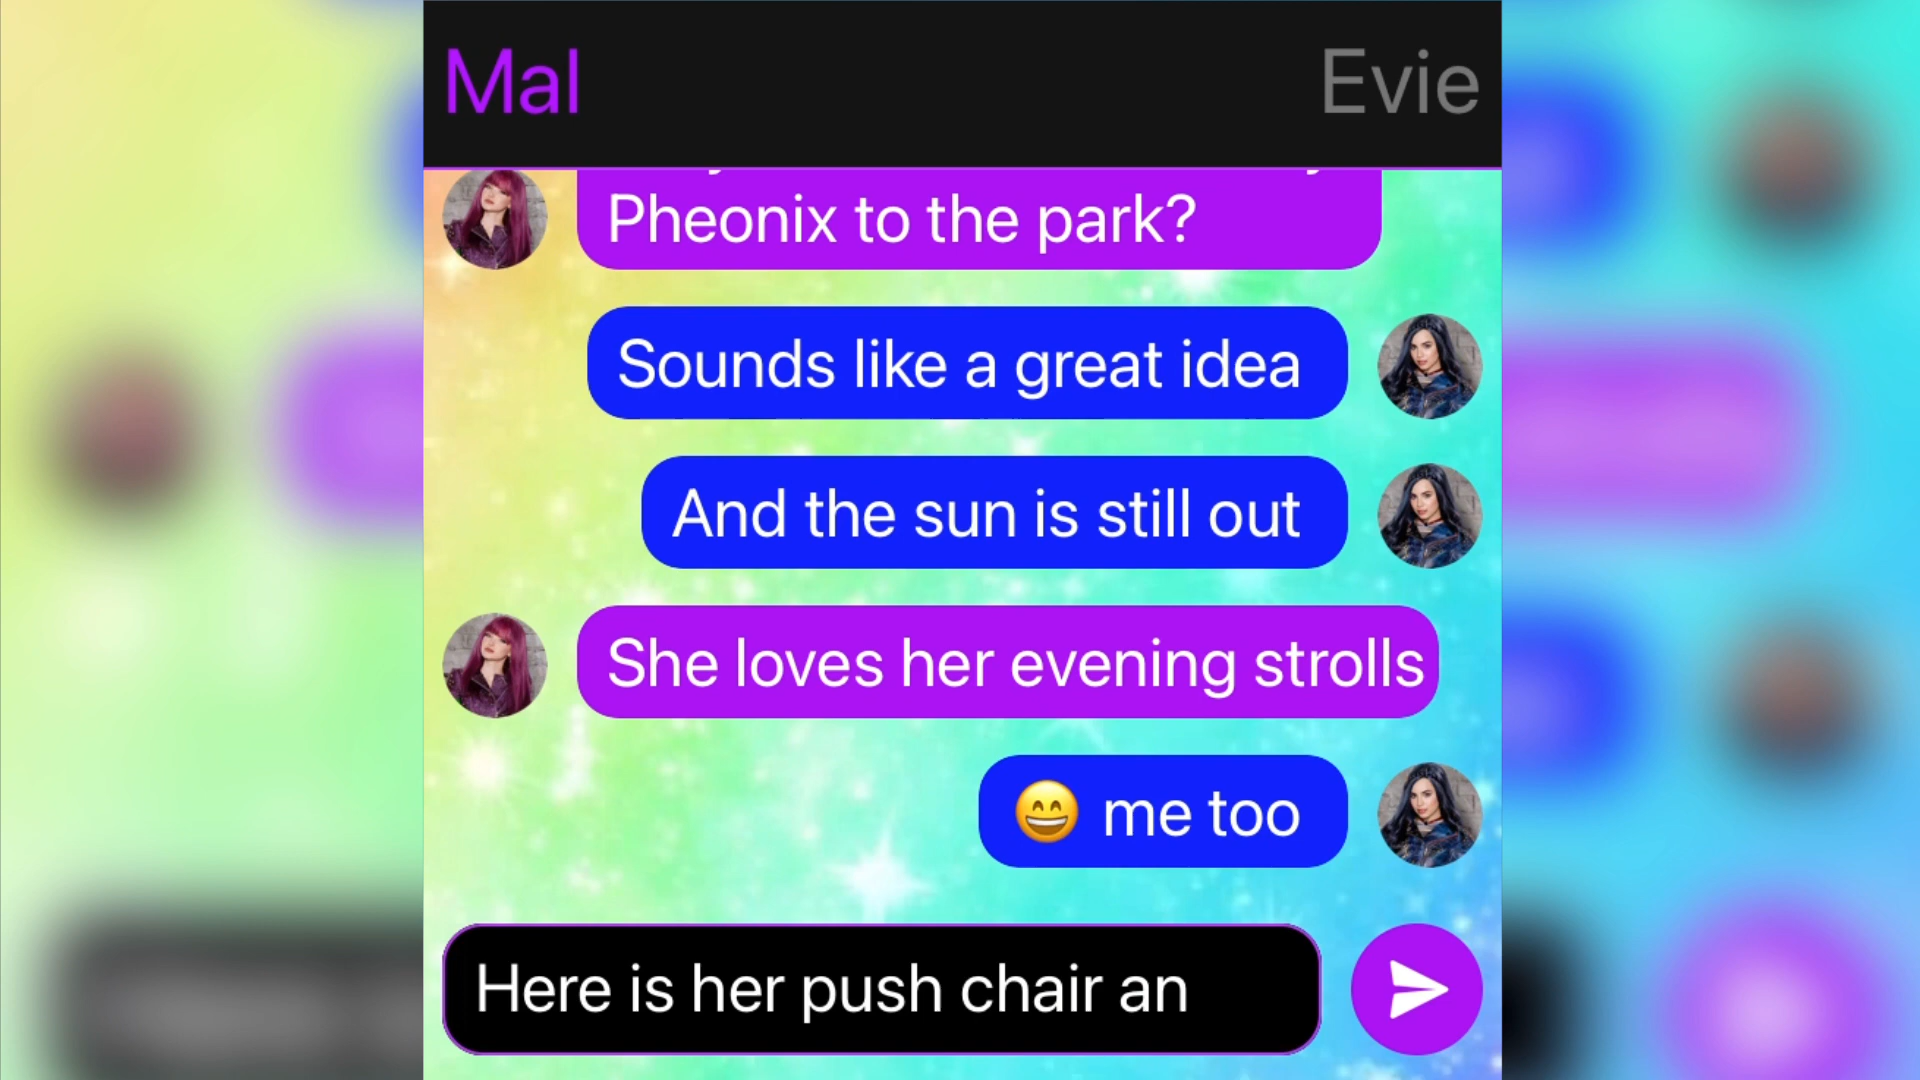 Mal
Evie
Pheonix to the park?
Sounds like a great idea
And the sun is still out
She loves her evening strolls
😄 me too
Here is her push chair an